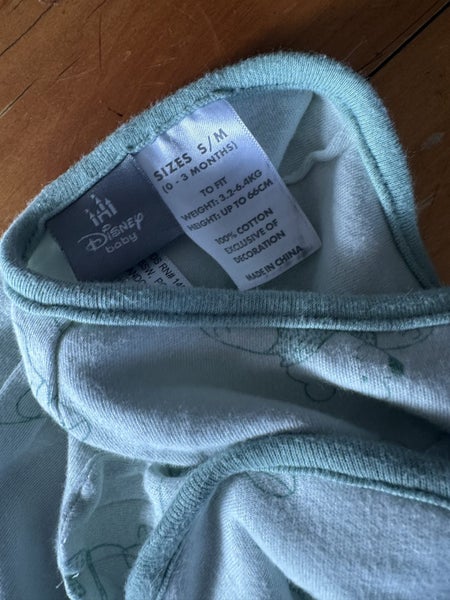 SIZES S/M
(0 - 3 MONTHS)
TO FIT
WEIGHT: 3.2-6.4KG
HEIGHT: UP TO 66CM
100% COTTON
EXCLUSIVE OF
DECORATION
MADE IN CHINA
Disney
baby